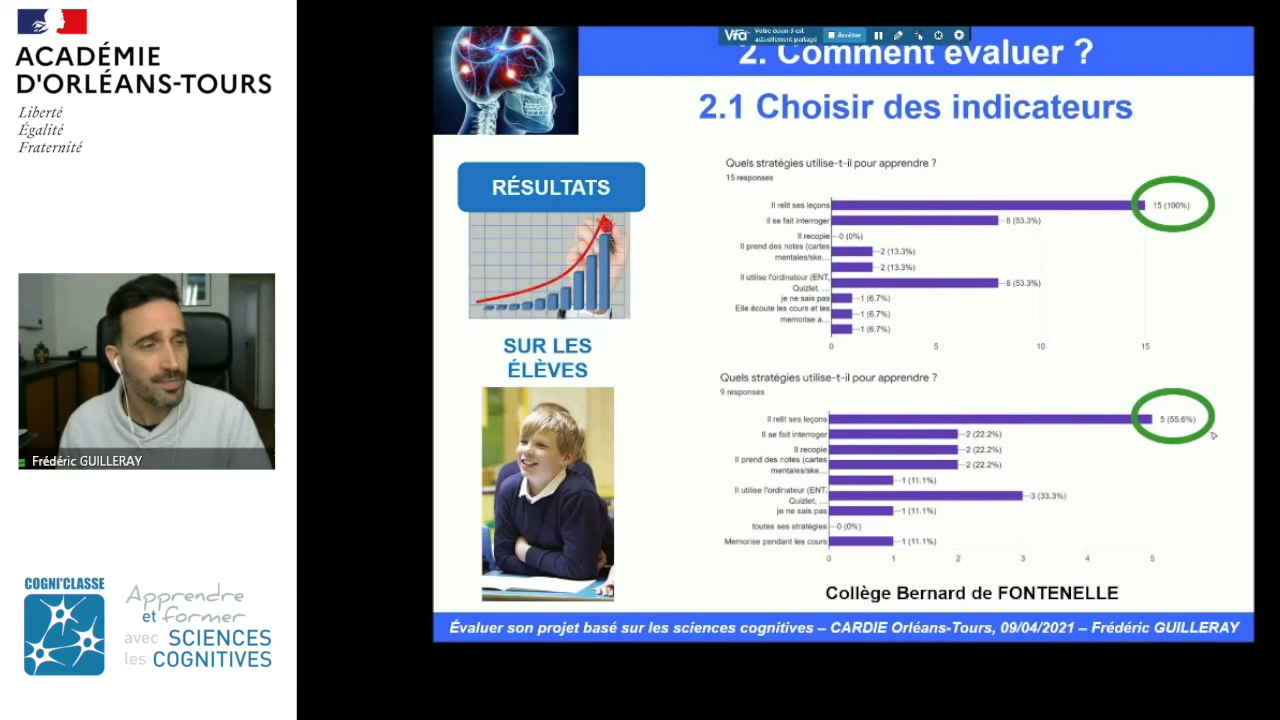 ACADÉMIE
D'ORLÉANS-TOURS
Liberté
Égalité
Fraternité
Frédéric GUILLERAY
COGNI'CLASSE
Apprendre
et former
avec SCIENCES
les COGNITIVES
Votre écran 3 est
actuellement partagé
Arrêter
2. Comment évaluer ?
2.1 Choisir des indicateurs
RÉSULTATS
SUR LES
ÉLÈVES
Quels stratégies utilise-t-il pour apprendre ?
15 responses
Il relit ses leçons 15 (100%)
Il se fait interroger 8 (53.3%)
Il recopie 0 (0%)
Il prend des notes (cartes
mentales/ske... 2 (13.3%)
2 (13.3%)
Il utilise l'ordinateur (ENT,
Quizlet, ... 8 (53.3%)
je ne sais pas 1 (6.7%)
Elle écoute les cours et les
memorise a... 1 (6.7%)
1 (6.7%)
0 5 10 15
Quels stratégies utilise-t-il pour apprendre ?
9 responses
Il relit ses leçons 5 (55.6%)
Il se fait interroger 2 (22.2%)
Il recopie 2 (22.2%)
Il prend des notes (cartes
mentales/ske... 2 (22.2%)
1 (11.1%)
Il utilise l'ordinateur (ENT,
Quizlet, ... 3 (33.3%)
je ne sais pas 1 (11.1%)
toutes ses stratégies 0 (0%)
Memorise pendant les cours 1 (11.1%)
0 1 2 3 4 5
Collège Bernard de FONTENELLE
Évaluer son projet basé sur les sciences cognitives – CARDIE Orléans-Tours, 09/04/2021 – Frédéric GUILLERAY